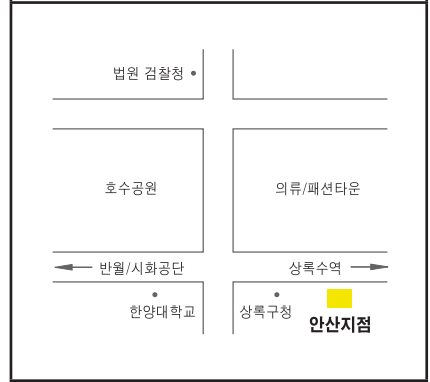 법원 검찰청
호수공원
의류/패션타운
반월/시화공단
상록수역
한양대학교
상록구청
안산지점